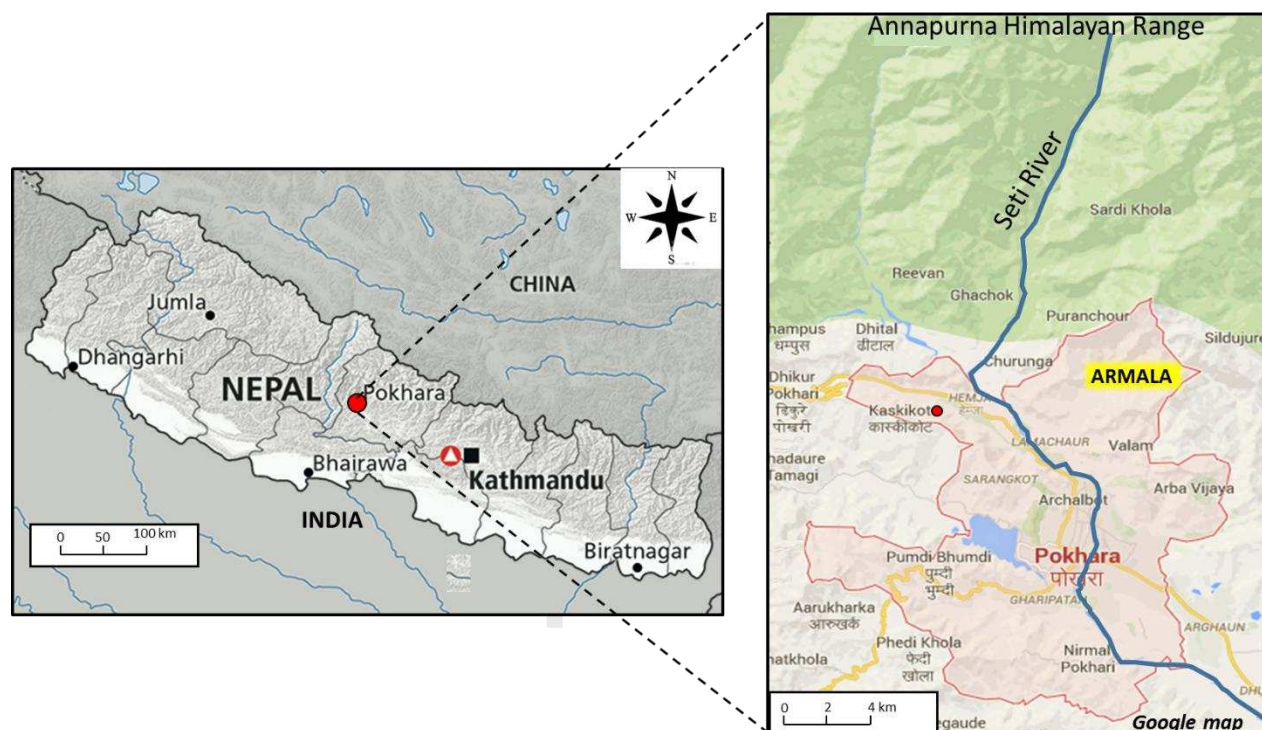 N
W
E
S
CHINA
Jumla
Dhangarhi
NEPAL
Pokhara
Bhairawa
Kathmandu
INDIA
0 50 100 km
Biratnagar
Annapurna Himalayan Range
Seti River
Sardi Khola
Reevan
Ghachok
Puranchour
Dhital
ढीटाल
hampus
धम्पुस
Sildujure
Churunga
ARMALA
Dhikur
Pokhari
डिकुरे
पोखरी
HEMJA
हेम्जा
Kaskikot
कास्कीकोट
LAMACHAUR
Valam
hadaure
Tamagi
SARANGKOT
Archalbot
Arba Vijaya
Pumdi Bhumdi
पुम्दी
भुम्दी
Pokhara
पोखरा
GHARIPATAN
Aarukharka
आरुखर्क
ARGHAUN
Phedi Khola
फेदी
खोला
Nirmal
Pokhari
hatkhola
DHU
0 2 4 km
egaude
Google map